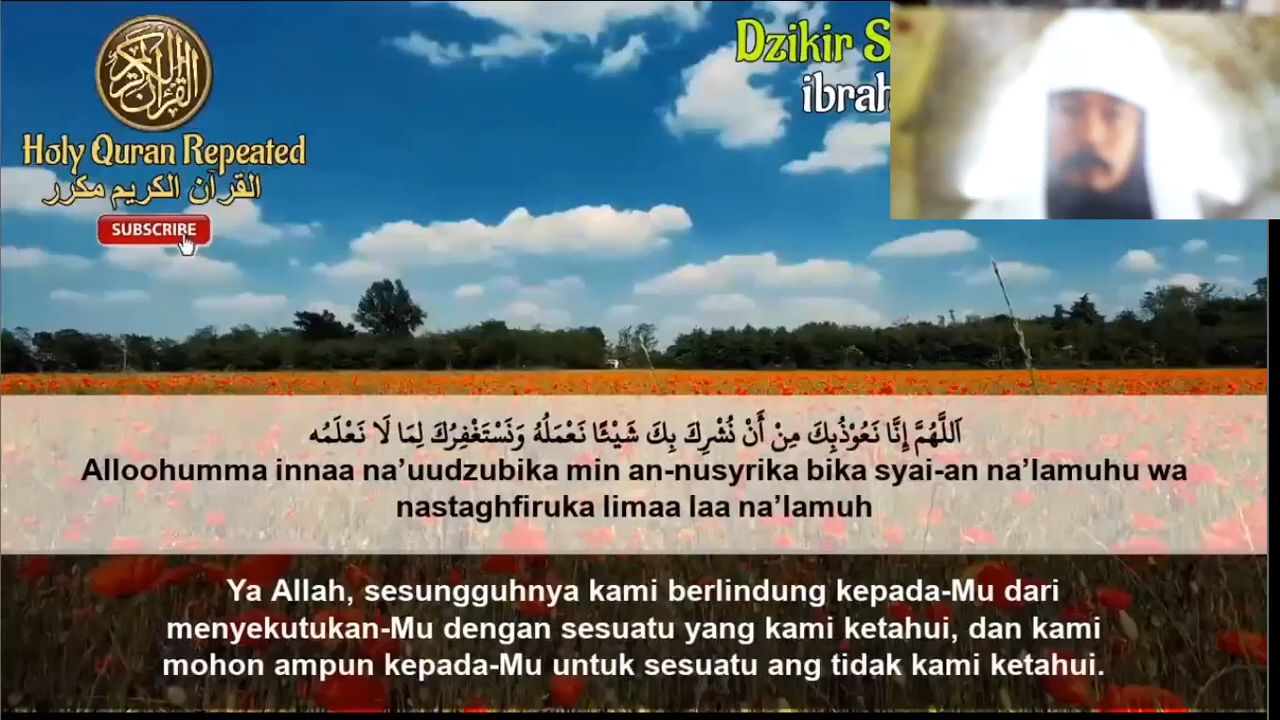 Holy Quran Repeated
القرآن الكريم مكرر
SUBSCRIBE
Dzikir S
ibrah
اَللَّهُمَّ إِنَّا نَعُوْذُبِكَ مِنْ أَنْ نُشْرِكَ بِكَ شَيْئًا نَعْمَلُهُ وَنَسْتَغْفِرُكَ لِمَا لَا نَعْلَمُه
Alloohumma innaa na’uudzubika min an-nusyrika bika syai-an na’lamuhu wa
nastaghfiruka limaa laa na’lamuh
Ya Allah, sesungguhnya kami berlindung kepada-Mu dari
menyekutukan-Mu dengan sesuatu yang kami ketahui, dan kami
mohon ampun kepada-Mu untuk sesuatu ang tidak kami ketahui.